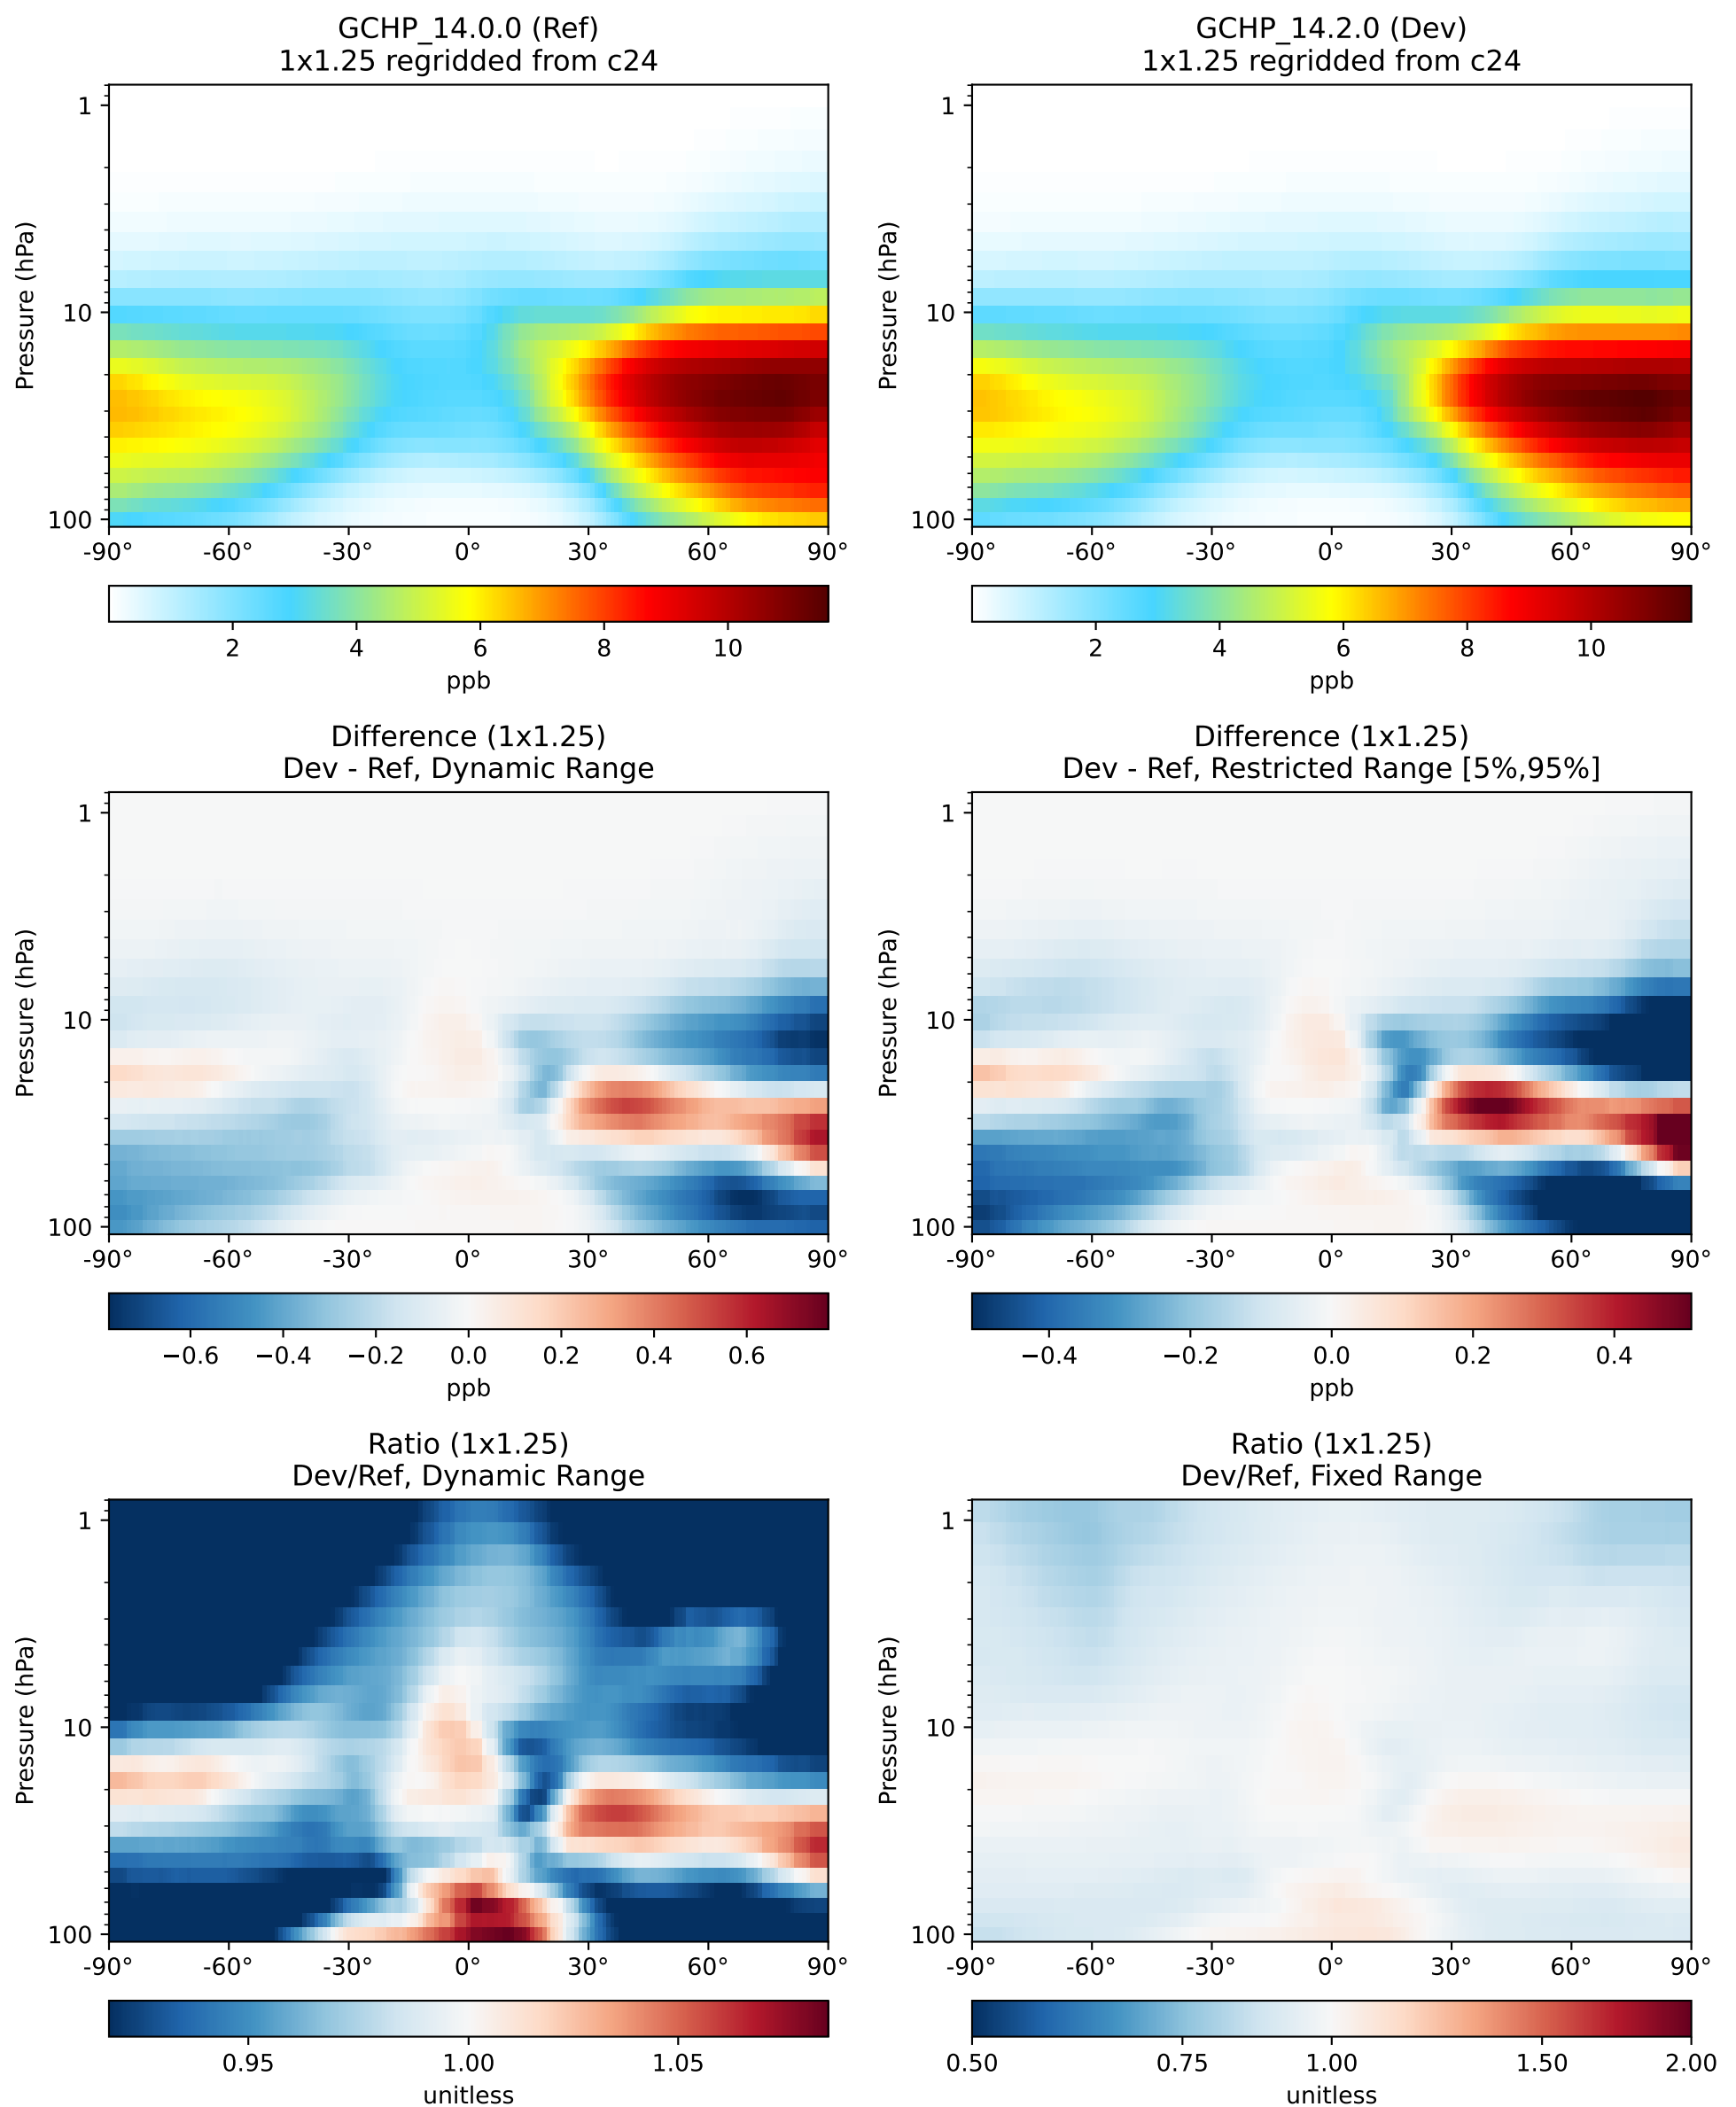 GCHP_14.0.0 (Ref)
1x1.25 regridded from c24
Pressure (hPa)
1
10
100
-90° -60° -30° 0° 30° 60° 90°
2 4 6 8 10
ppb
GCHP_14.2.0 (Dev)
1x1.25 regridded from c24
Pressure (hPa)
1
10
100
-90° -60° -30° 0° 30° 60° 90°
2 4 6 8 10
ppb
Difference (1x1.25)
Dev - Ref, Dynamic Range
Pressure (hPa)
1
10
100
-90° -60° -30° 0° 30° 60° 90°
−0.6 −0.4 −0.2 0.0 0.2 0.4 0.6
ppb
Difference (1x1.25)
Dev - Ref, Restricted Range [5%,95%]
Pressure (hPa)
1
10
100
-90° -60° -30° 0° 30° 60° 90°
−0.4 −0.2 0.0 0.2 0.4
ppb
Ratio (1x1.25)
Dev/Ref, Dynamic Range
Pressure (hPa)
1
10
100
-90° -60° -30° 0° 30° 60° 90°
0.95 1.00 1.05
unitless
Ratio (1x1.25)
Dev/Ref, Fixed Range
Pressure (hPa)
1
10
100
-90° -60° -30° 0° 30° 60° 90°
0.50 0.75 1.00 1.50 2.00
unitless